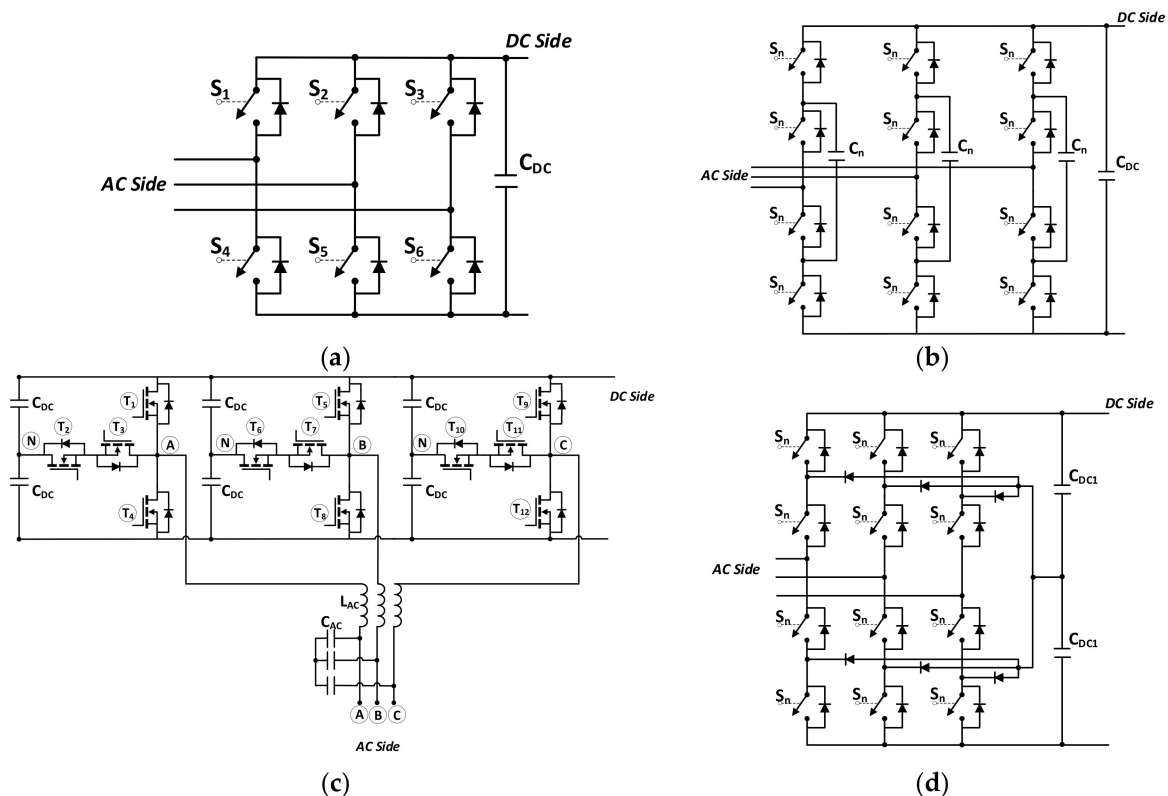 DC Side
S1
S2
S3
AC Side
CDC
S4
S5
S6
(a)
DC Side
Sn
Sn
Sn
Sn
Sn
Sn
Cn
Cn
Cn
CDC
AC Side
Sn
Sn
Sn
Sn
Sn
Sn
(b)
DC Side
CDC
T1
CDC
T5
CDC
T9
T2
T3
T6
T7
T10
T11
N
A
N
B
N
C
CDC
T4
CDC
T8
CDC
T12
LAC
CAC
A
B
C
AC Side
(c)
DC Side
Sn
Sn
Sn
CDC1
Sn
Sn
Sn
AC Side
Sn
Sn
Sn
CDC1
Sn
Sn
Sn
(d)